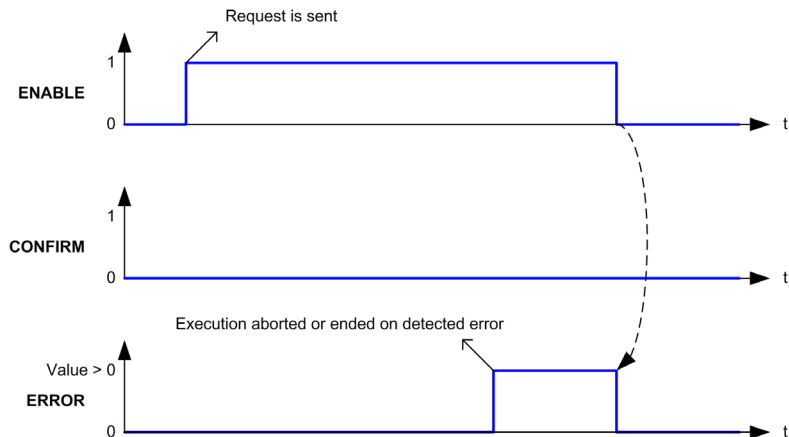 Request is sent
1
ENABLE
0
t
1
CONFIRM
0
t
Execution aborted or ended on detected error
Value > 0
ERROR
0
t